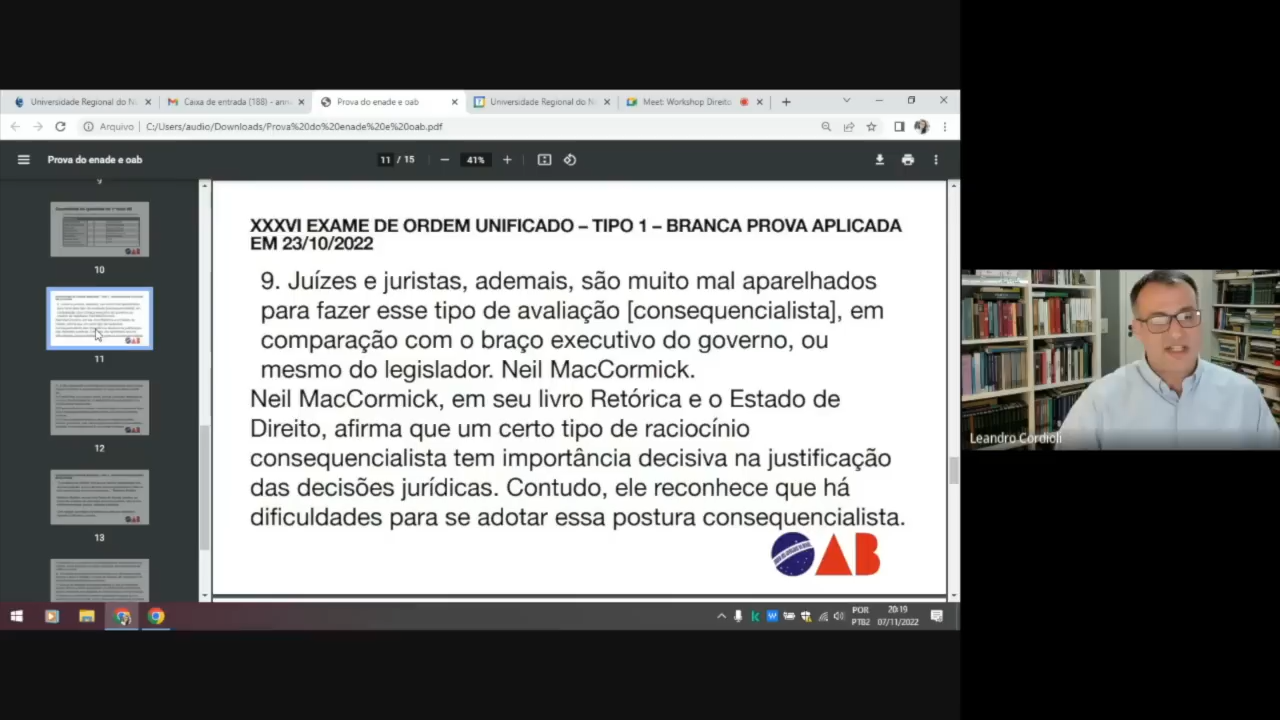 Universidade Regional do N
Caixa de entrada (188) - ann
Prova do enade e oab
Universidade Regional do N
Meet: Workshop Direito
Arquivo
C:/Users/audio/Downloads/Prova%20do%20enade%20e%20oab.pdf
Prova do enade e oab
11 / 15
41%
9
10
11
12
13
XXXVI EXAME DE ORDEM UNIFICADO – TIPO 1 – BRANCA PROVA APLICADA
EM 23/10/2022
9. Juízes e juristas, ademais, são muito mal aparelhados
para fazer esse tipo de avaliação [consequencialista], em
comparação com o braço executivo do governo, ou
mesmo do legislador. Neil MacCormick.
Neil MacCormick, em seu livro Retórica e o Estado de
Direito, afirma que um certo tipo de raciocínio
consequencialista tem importância decisiva na justificação
das decisões jurídicas. Contudo, ele reconhece que há
dificuldades para se adotar essa postura consequencialista.
OAB
Leandro Cordioli
POR
PTB2
20:19
07/11/2022